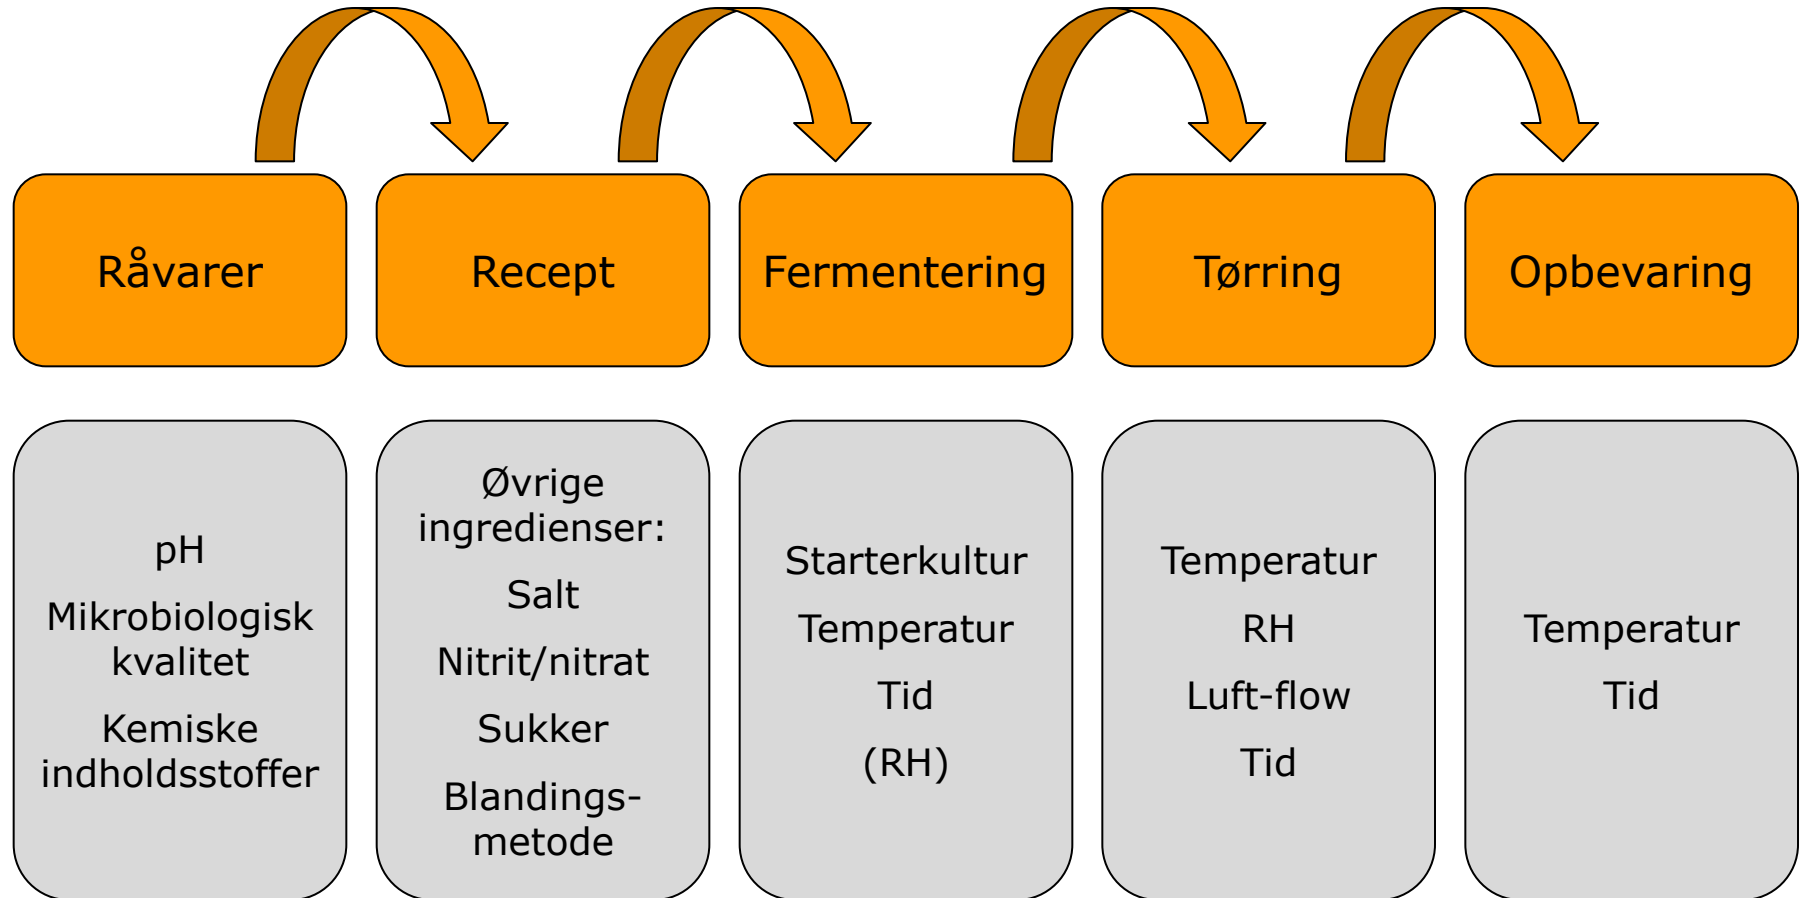 Råvarer
Recept
Fermentering
Tørring
Opbevaring
pH
Mikrobiologisk
kvalitet
Kemiske
indholdsstoffer
Øvrige
ingredienser:
Salt
Nitrit/nitrat
Sukker
Blandings-
metode
Starterkultur
Temperatur
Tid
(RH)
Temperatur
RH
Luft-flow
Tid
Temperatur
Tid